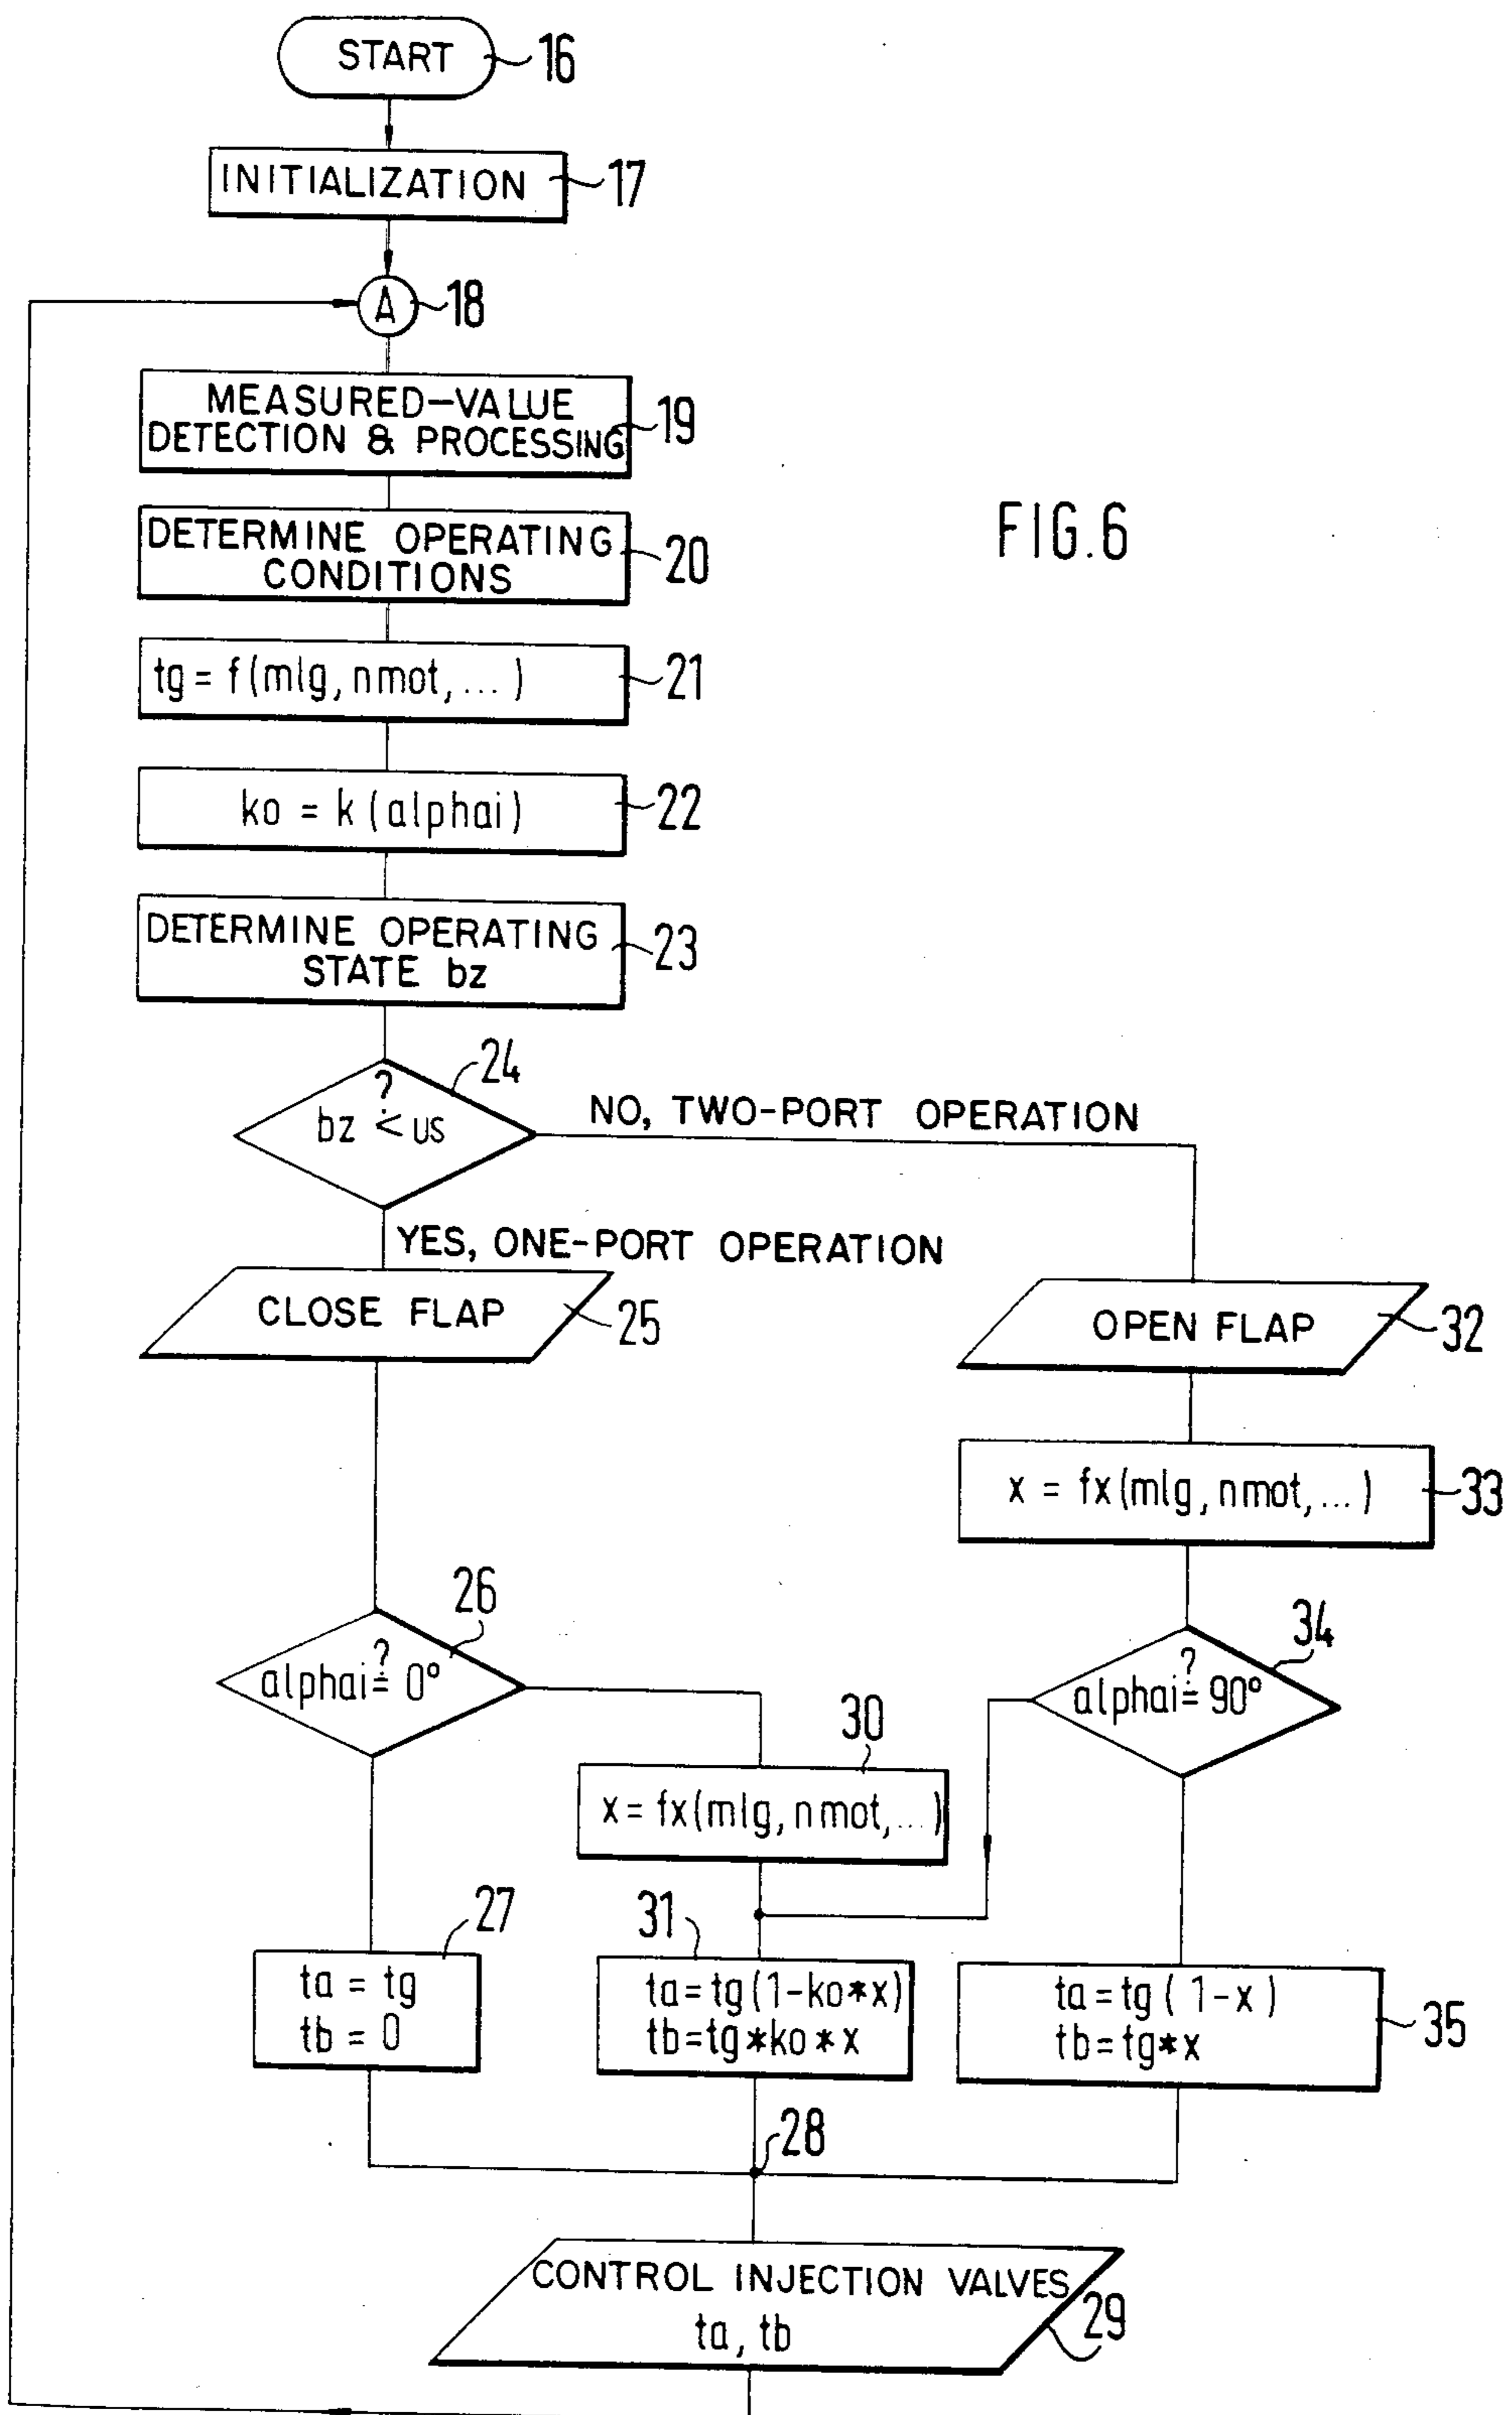 START
16
INITIALIZATION
17
A
18
MEASURED-VALUE
DETECTION & PROCESSING
19
FIG.6
DETERMINE OPERATING
CONDITIONS
20
tg = f(mlg, nmot, ...)
21
ko = k (alphai)
22
DETERMINE OPERATING
STATE bz
23
24
?
bz < us
NO, TWO-PORT OPERATION
YES, ONE-PORT OPERATION
CLOSE FLAP
25
OPEN FLAP
32
x = fx(mlg, nmot, ...)
33
26
?
alphai = 0°
34
?
alphai = 90°
30
x = fx(mlg, nmot, ...)
27
ta = tg
tb = 0
31
ta=tg(1-ko*x)
tb=tg*ko*x
ta=tg( 1-x )
tb=tg*x
35
28
CONTROL INJECTION VALVES
ta, tb
29